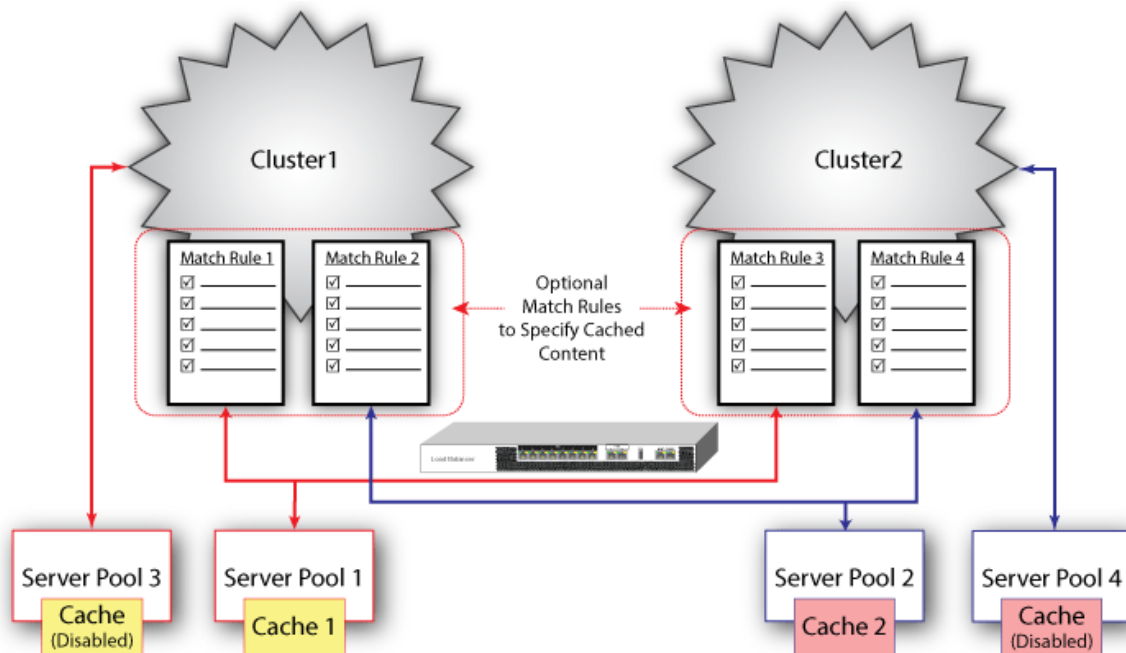 Cluster1
Cluster2
Match Rule 1
Match Rule 2
Match Rule 3
Match Rule 4
Optional
Match Rules
to Specify Cached
Content
Load Balancer
Server Pool 3
Cache
(Disabled)
Server Pool 1
Cache 1
Server Pool 2
Cache 2
Server Pool 4
Cache
(Disabled)